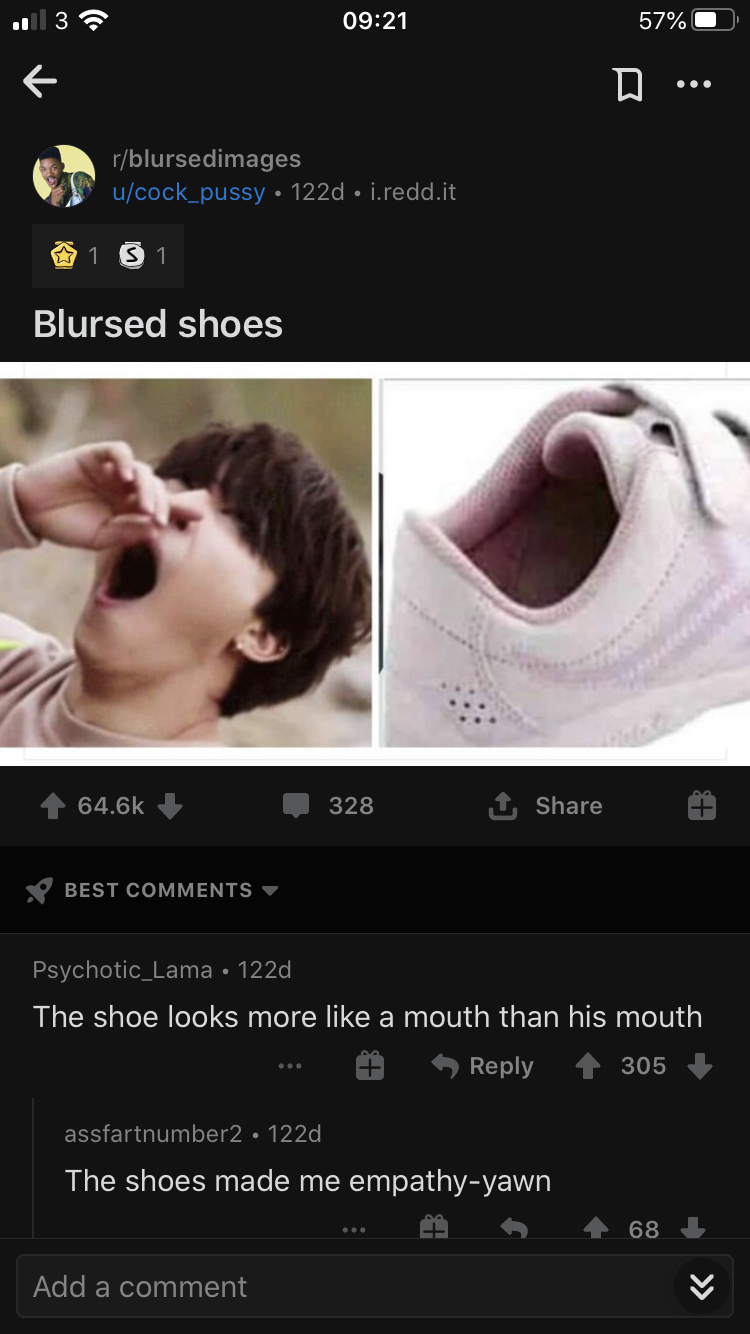 3 09:21 57%
r/blursedimages
u/cock_pussy • 122d • i.redd.it
1 S 1
Blursed shoes
64.6k 328 Share
BEST COMMENTS
Psychotic_Lama • 122d
The shoe looks more like a mouth than his mouth
Reply 305
assfartnumber2 • 122d
The shoes made me empathy-yawn
68
Add a comment